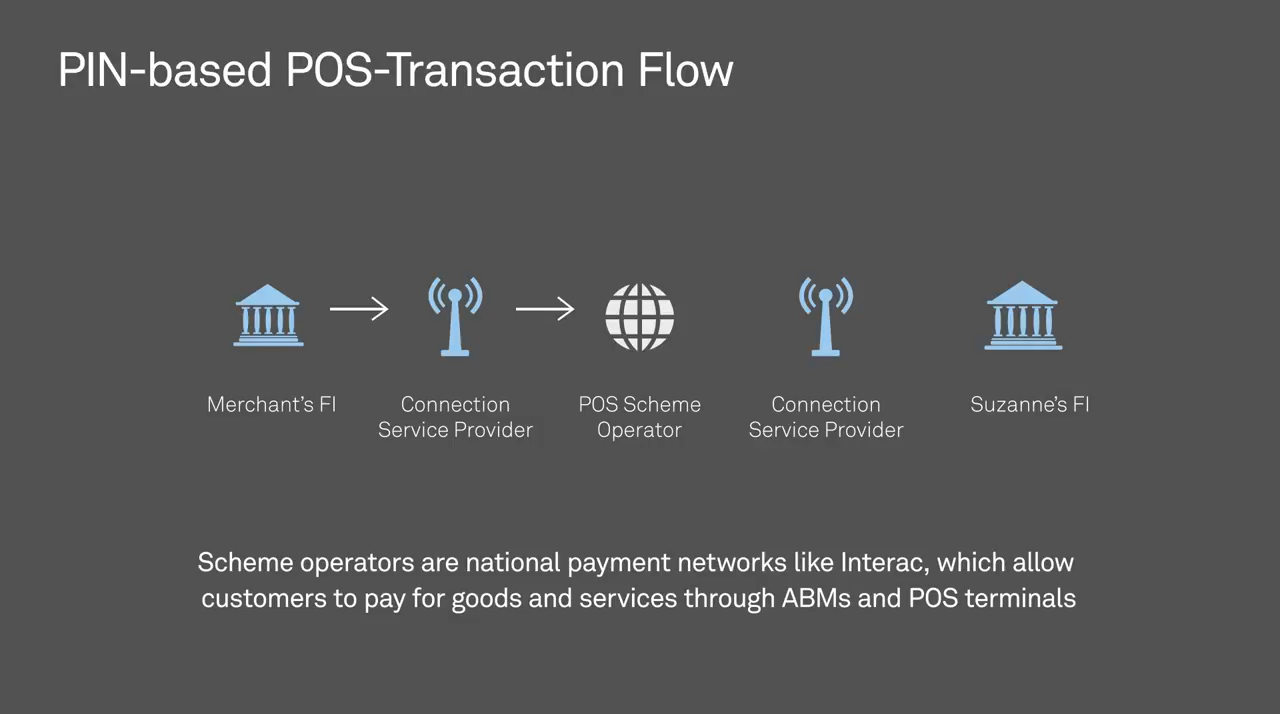 PIN-based POS-Transaction Flow
Merchant’s FI
Connection
Service Provider
POS Scheme
Operator
Connection
Service Provider
Suzanne’s FI
Scheme operators are national payment networks like Interac, which allow
customers to pay for goods and services through ABMs and POS terminals